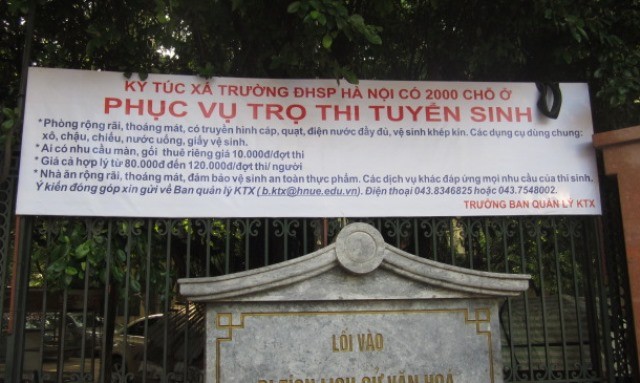 KÝ TÚC XÁ TRƯỜNG ĐHSP HÀ NỘI CÓ 2000 CHỖ Ở
PHỤC VỤ TRỌ THI TUYỂN SINH
* Phòng rộng rãi, thoáng mát, có truyền hình cáp, quạt, điện nước đầy đủ, vệ sinh khép kín. Các dụng cụ dùng chung:
xô, chậu, chiếu, nước uống, giấy vệ sinh.
* Ai có nhu cầu màn, gối thuê riêng giá 10.000đ/đợt thi
* Giá cả hợp lý từ 80.000đ đến 120.000đ/đợt thi/ người
* Nhà ăn rộng rãi, thoáng mát, đảm bảo vệ sinh an toàn thực phẩm. Các dịch vụ khác đáp ứng mọi nhu cầu của thí sinh.
Ý kiến đóng góp xin gửi về Ban quản lý KTX ( b.ktx@hnue.edu.vn). Điện thoại 043.8346825 hoặc 043.7548002.
TRƯỞNG BAN QUẢN LÝ KTX
LỐI VÀO
DI TÍCH LỊCH SỬ VĂN HOÁ